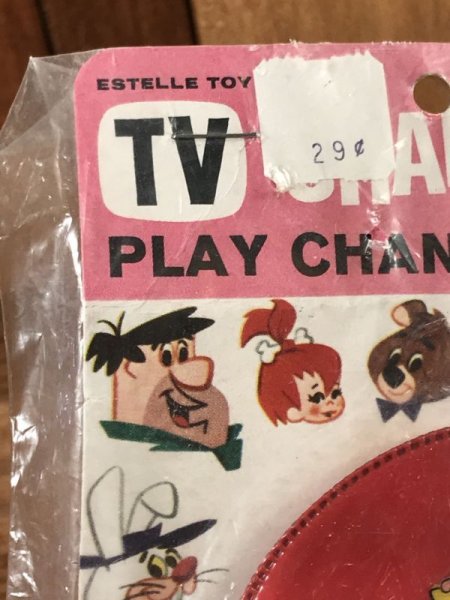 ESTELLE TOY
TV
29¢
PLAY CHAN